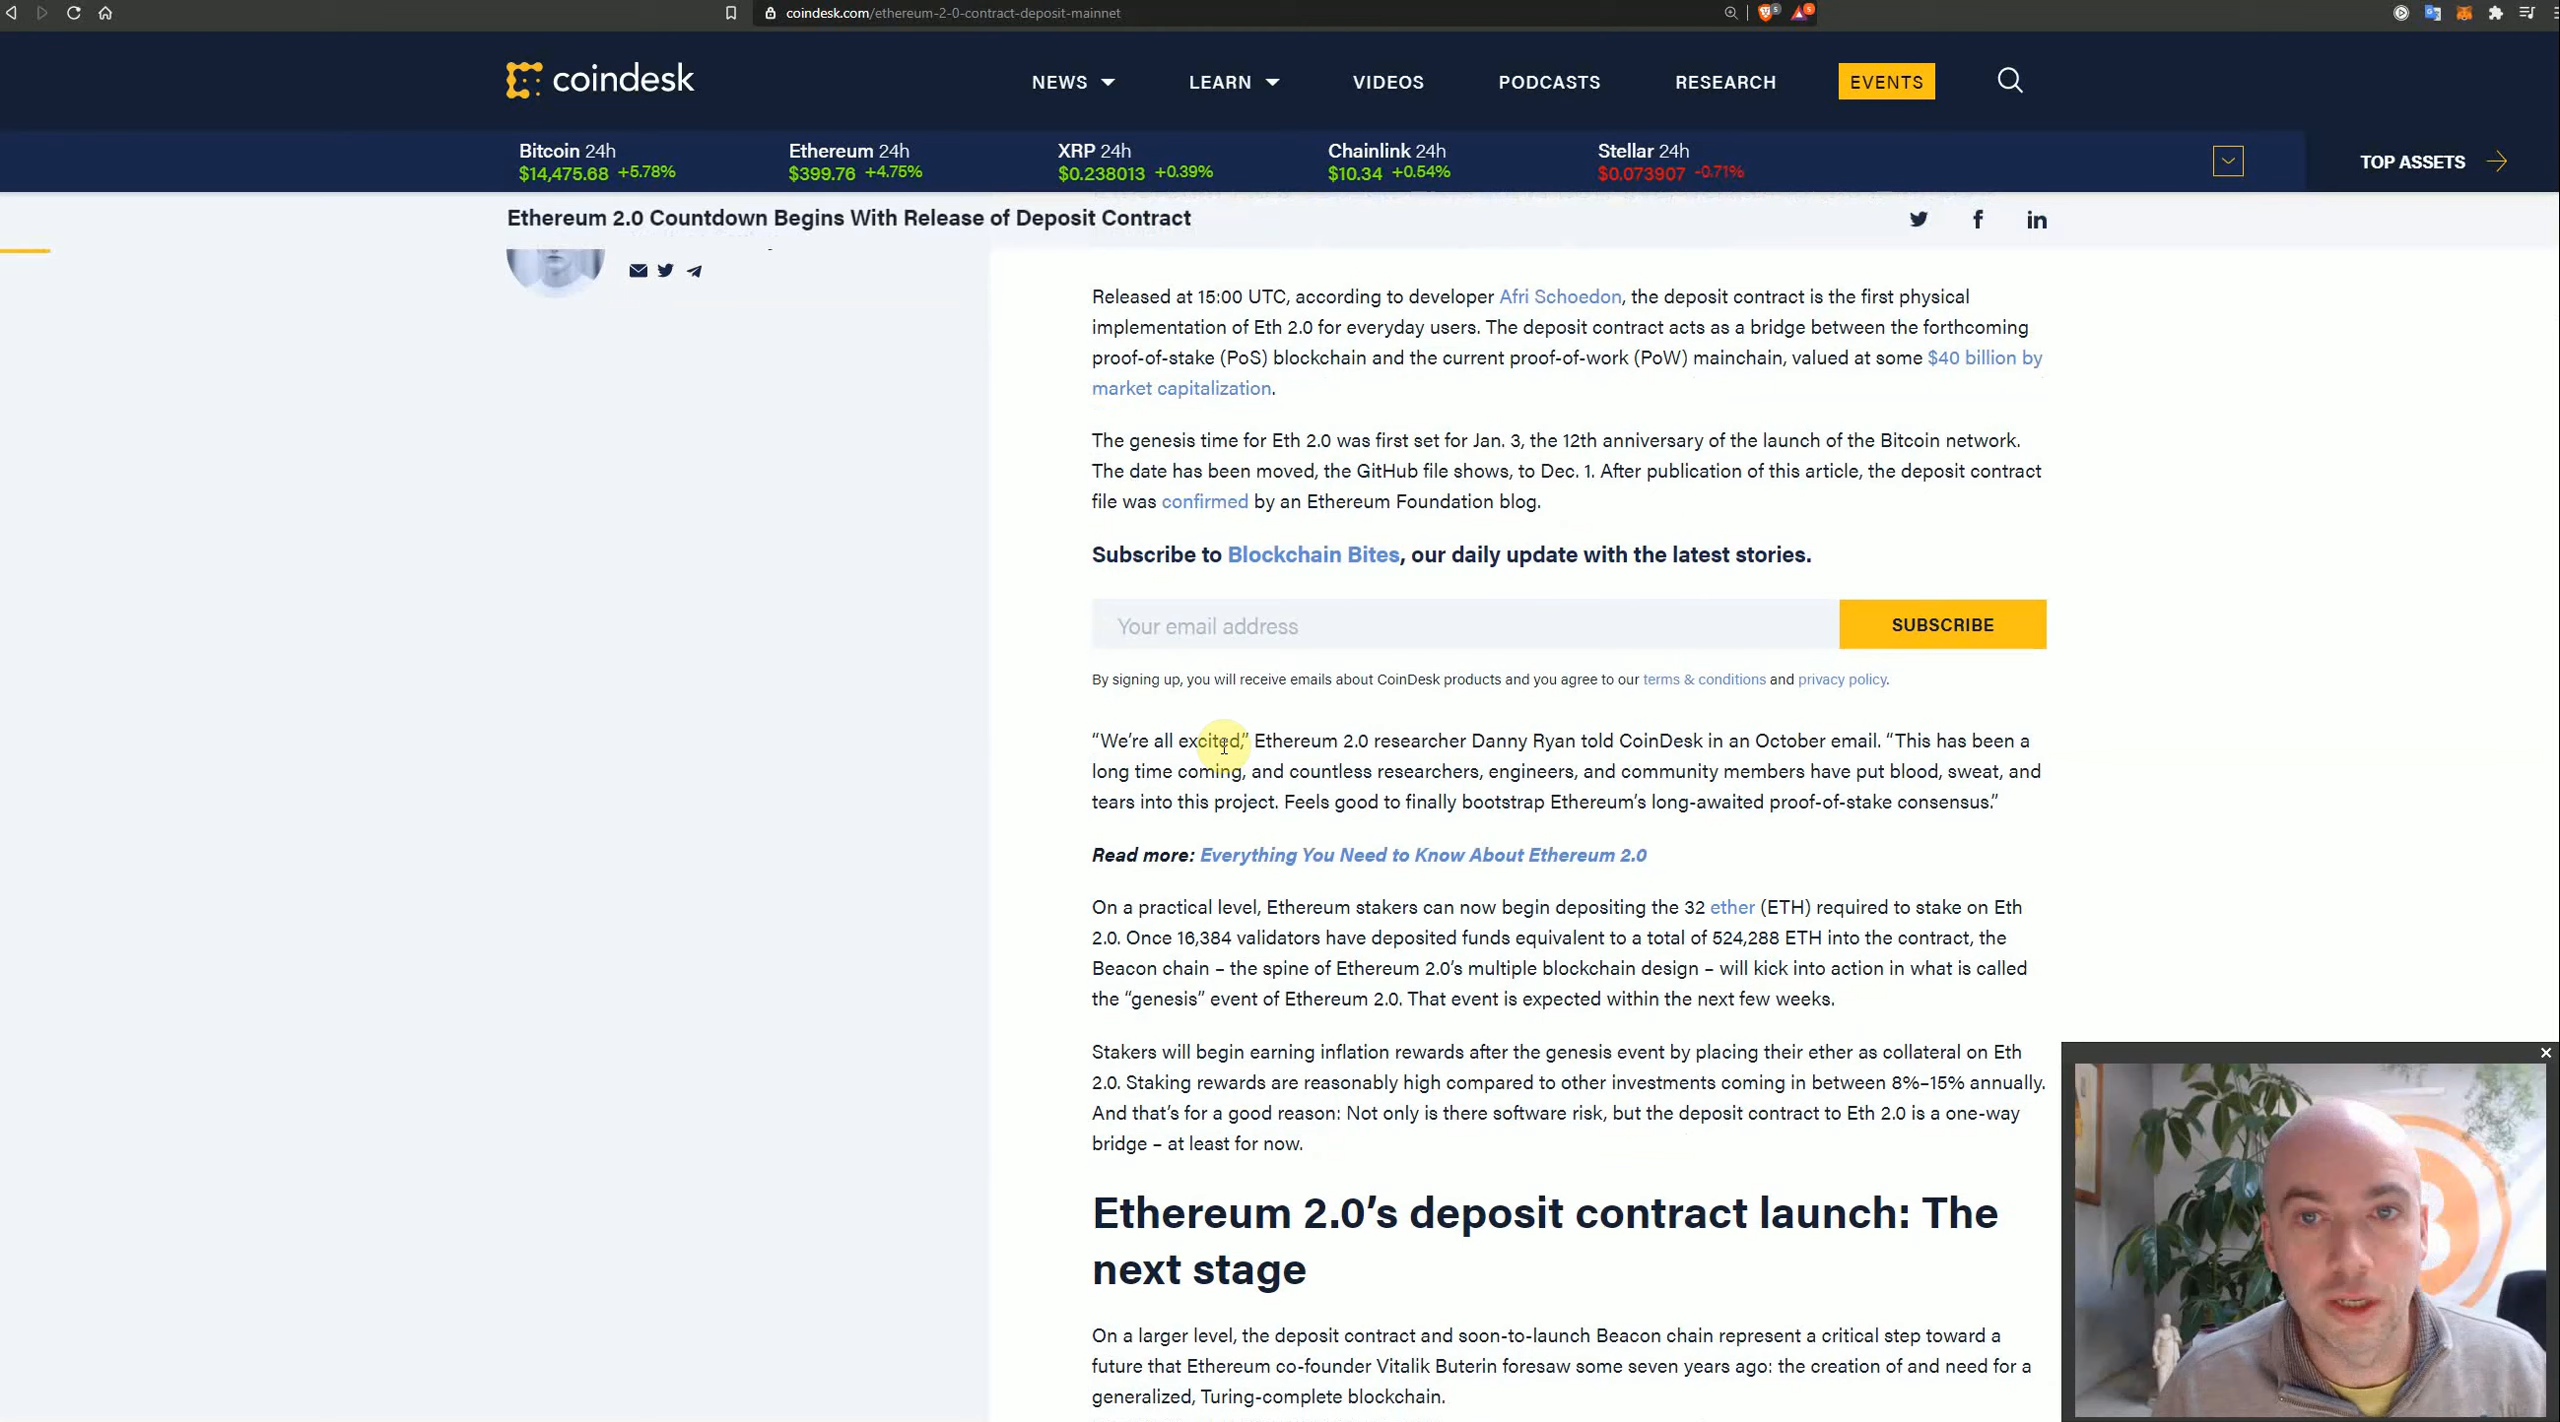 coindesk.com/ethereum-2-0-contract-deposit-mainnet
5
5
coindesk
NEWS
LEARN
VIDEOS
PODCASTS
RESEARCH
EVENTS
Bitcoin 24h
$14,475.68 +5.78%
Ethereum 24h
$399.76 +4.75%
XRP 24h
$0.238013 +0.39%
Chainlink 24h
$10.34 +0.54%
Stellar 24h
$0.073907 -0.71%
TOP ASSETS
Ethereum 2.0 Countdown Begins With Release of Deposit Contract
Released at 15:00 UTC, according to developer Afri Schoedon, the deposit contract is the first physical
implementation of Eth 2.0 for everyday users. The deposit contract acts as a bridge between the forthcoming
proof-of-stake (PoS) blockchain and the current proof-of-work (PoW) mainchain, valued at some $40 billion by
market capitalization.
The genesis time for Eth 2.0 was first set for Jan. 3, the 12th anniversary of the launch of the Bitcoin network.
The date has been moved, the GitHub file shows, to Dec. 1. After publication of this article, the deposit contract
file was confirmed by an Ethereum Foundation blog.
Subscribe to Blockchain Bites, our daily update with the latest stories.
Your email address
SUBSCRIBE
By signing up, you will receive emails about CoinDesk products and you agree to our terms & conditions and privacy policy.
“We’re all excited,” Ethereum 2.0 researcher Danny Ryan told CoinDesk in an October email. “This has been a
long time coming, and countless researchers, engineers, and community members have put blood, sweat, and
tears into this project. Feels good to finally bootstrap Ethereum’s long-awaited proof-of-stake consensus.”
Read more: Everything You Need to Know About Ethereum 2.0
On a practical level, Ethereum stakers can now begin depositing the 32 ether (ETH) required to stake on Eth
2.0. Once 16,384 validators have deposited funds equivalent to a total of 524,288 ETH into the contract, the
Beacon chain – the spine of Ethereum 2.0’s multiple blockchain design – will kick into action in what is called
the “genesis” event of Ethereum 2.0. That event is expected within the next few weeks.
Stakers will begin earning inflation rewards after the genesis event by placing their ether as collateral on Eth
2.0. Staking rewards are reasonably high compared to other investments coming in between 8%–15% annually.
And that’s for a good reason: Not only is there software risk, but the deposit contract to Eth 2.0 is a one-way
bridge – at least for now.
Ethereum 2.0’s deposit contract launch: The
next stage
On a larger level, the deposit contract and soon-to-launch Beacon chain represent a critical step toward a
future that Ethereum co-founder Vitalik Buterin foresaw some seven years ago: the creation of and need for a
generalized, Turing-complete blockchain.